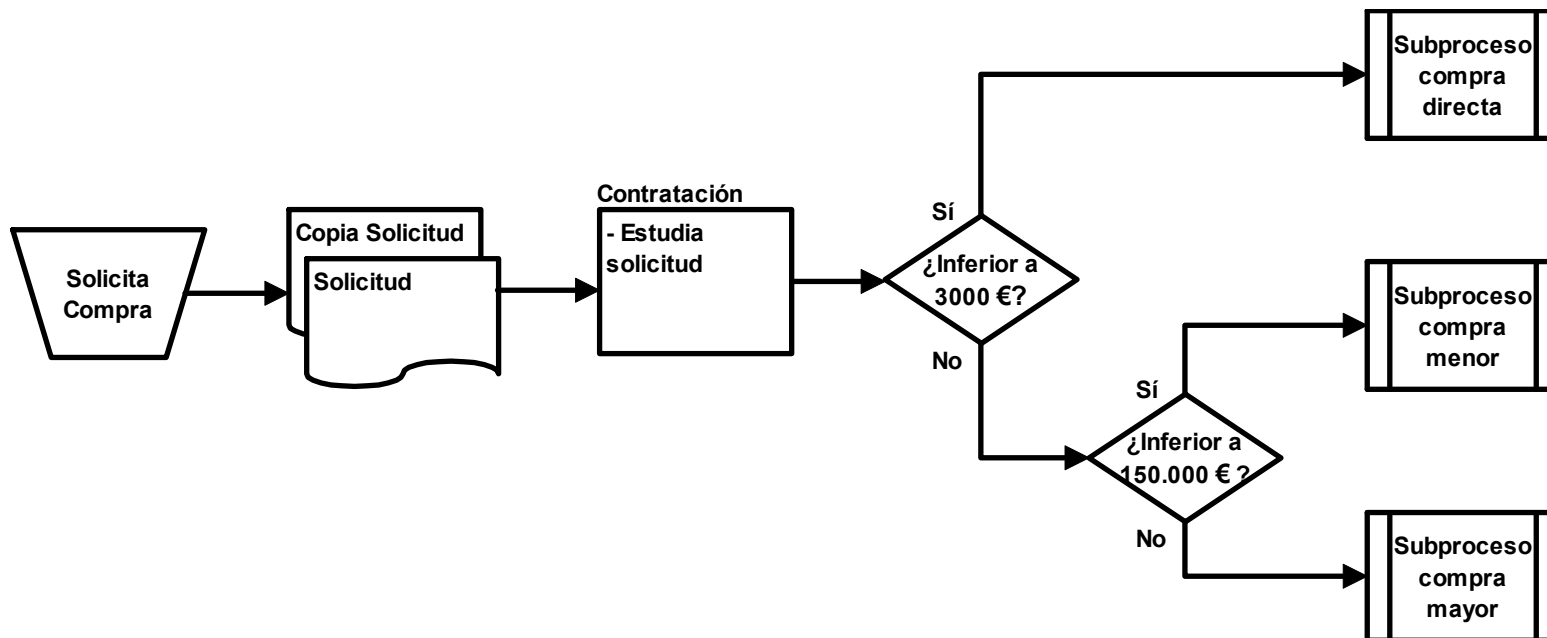 Solicita
Compra
Copia Solicitud
Solicitud
Contratación
- Estudia
solicitud
Sí
¿Inferior a
3000 €?
No
Subproceso
compra
directa
Sí
¿Inferior a
150.000 € ?
No
Subproceso
compra
menor
Subproceso
compra
mayor